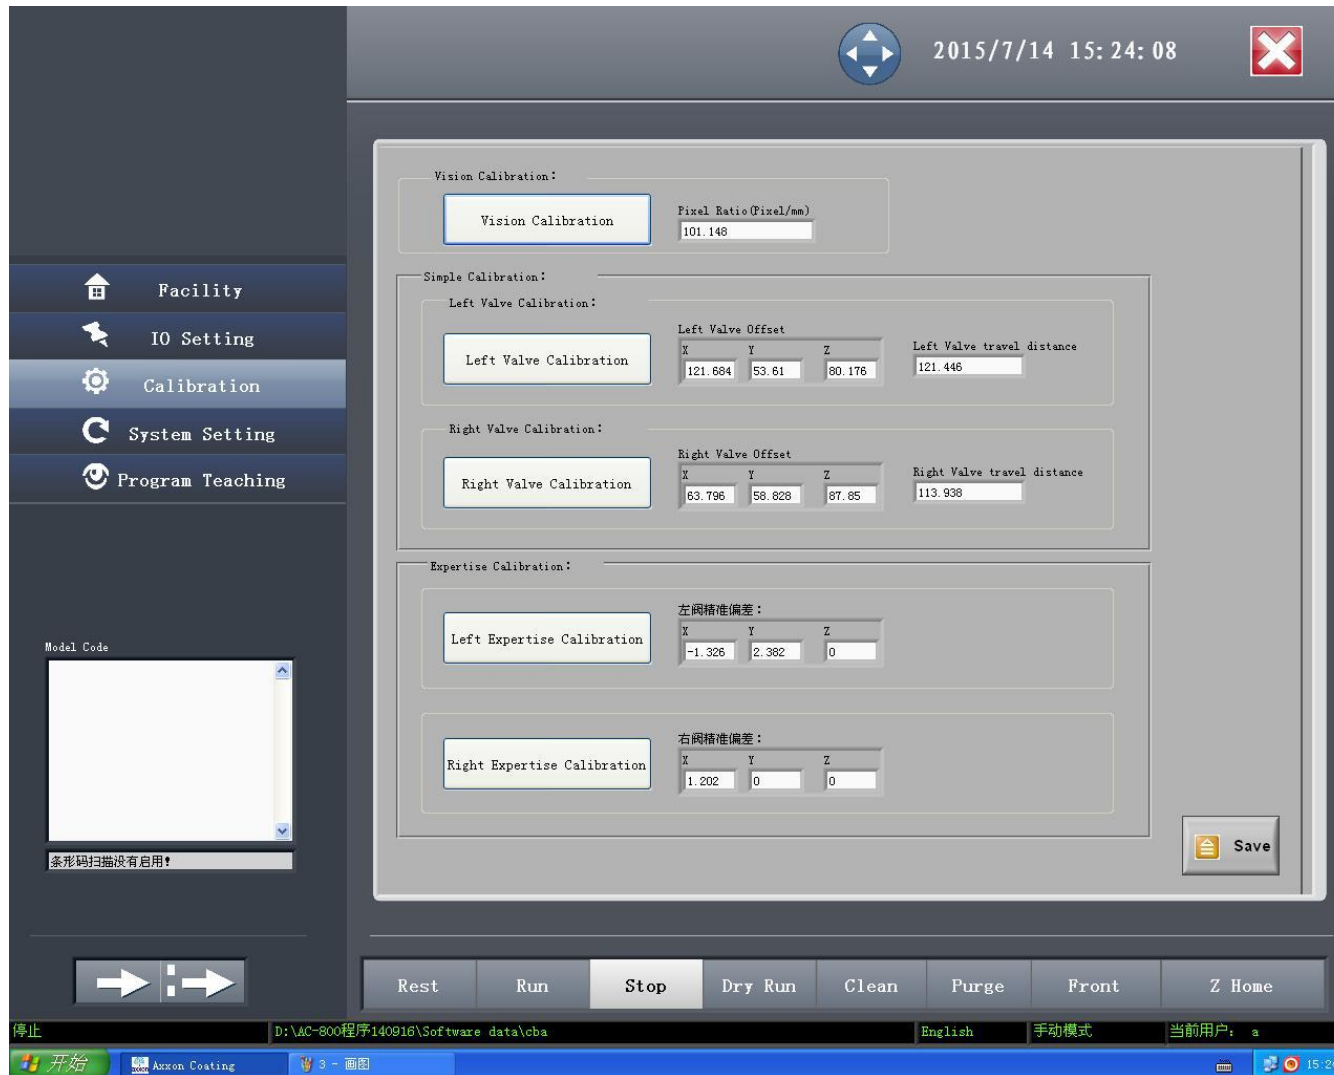 2015/7/14 15:24:08
Vision Calibration:
Vision Calibration
Pixel Ratio(Pixel/mm)
101.148
Facility
IO Setting
Calibration
System Setting
Program Teaching
Simple Calibration:
Left Valve Calibration:
Left Valve Calibration
Left Valve Offset
X Y Z
121.684 53.61 80.176
Left Valve travel distance
121.446
Right Valve Calibration:
Right Valve Calibration
Right Valve Offset
X Y Z
63.796 58.828 87.85
Right Valve travel distance
113.938
Expertise Calibration:
Left Expertise Calibration
左阀精准偏差:
X Y Z
-1.326 2.382 0
Right Expertise Calibration
右阀精准偏差:
X Y Z
1.202 0 0
Model Code
条形码扫描没有启用!
Save
Rest Run Stop Dry Run Clean Purge Front Z Home
停止 D:\AC-800程序140916\Software data\cba English 手动模式 当前用户: a
开始 Axxon Coating 3 - 画图